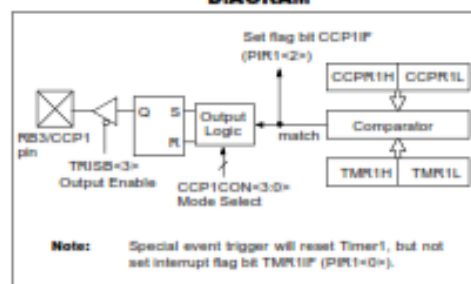 DIAGRAM
Set flag bit CCP1IF
(PIR1<2>)
CCPR1H CCPR1L
Q S Output
R Logic
match
Comparator
RB3/CCP1
pin
TRISB<3>
Output Enable
CCP1CON<3:0>
Mode Select
TMR1H TMR1L
Note: Special event trigger will reset Timer1, but not
set interrupt flag bit TMR1IF (PIR1<0>).